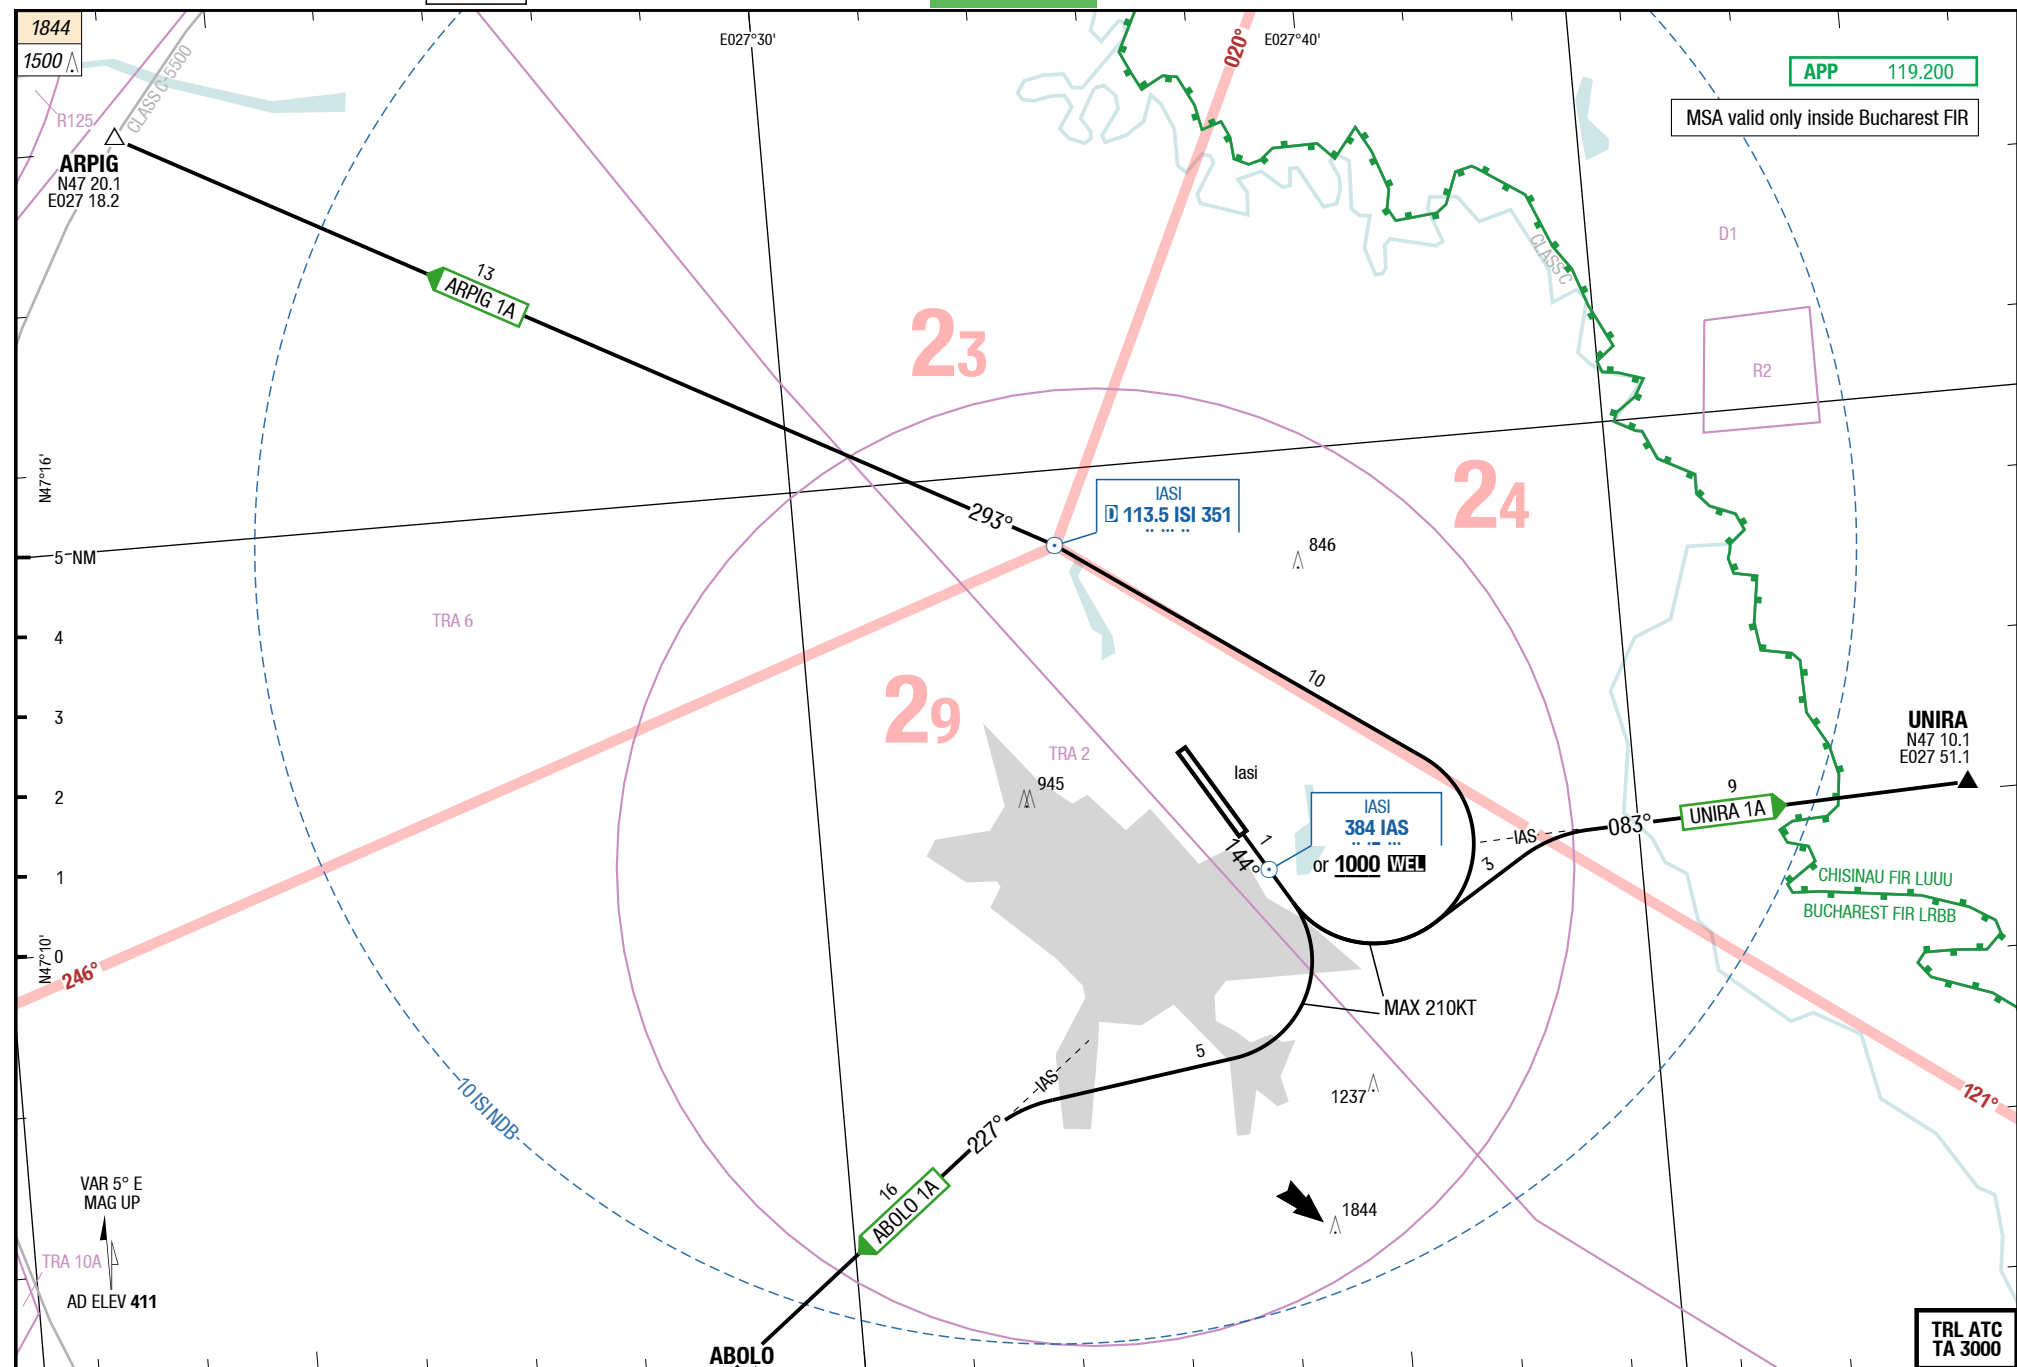 1844
1500
E027°30'
020°
E027°40'
APP 119.200
MSA valid only inside Bucharest FIR
CLASS C-5500
R125
ARPIG
N47 20.1
E027 18.2
D1
CLASS C
13
ARPIG 1A
23
R2
24
N47°16'
IASI
D 113.5 ISI 351
293°
846
5 NM
TRA 6
4
10
29
3
UNIRA
N47 10.1
E027 51.1
TRA 2
Iasi
945
2
9
UNIRA 1A
IASI
384 IAS
or 1000 WEL
1
144°
IAS
083°
3
1
CHISINAU FIR LUUU
BUCHAREST FIR LRBB
N47°10'
0
246°
MAX 210KT
5
IAS
1237
121°
10 ISI NDB
227°
VAR 5° E
MAG UP
16
ABOLO 1A
1844
TRA 10A
AD ELEV 411
TRL ATC
TA 3000
ABOLO